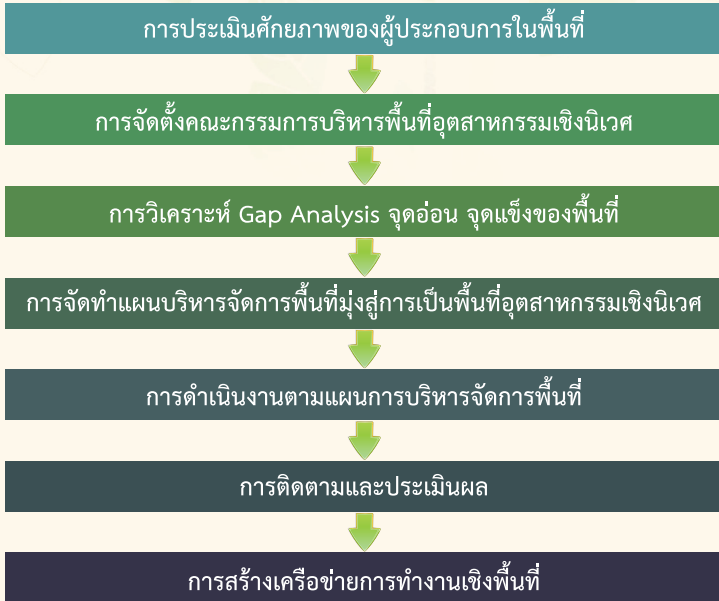 การประเมินศักยภาพของผู้ประกอบการในพื้นที่
การจัดตั้งคณะกรรมการบริหารพื้นที่อุตสาหกรรมเชิงนิเวศ
การวิเคราะห์ Gap Analysis จุดอ่อน จุดแข็งของพื้นที่
การจัดทำแผนบริหารจัดการพื้นที่มุ่งสู่การเป็นพื้นที่อุตสาหกรรมเชิงนิเวศ
การดำเนินงานตามแผนการบริหารจัดการพื้นที่
การติดตามและประเมินผล
การสร้างเครือข่ายการทำงานเชิงพื้นที่